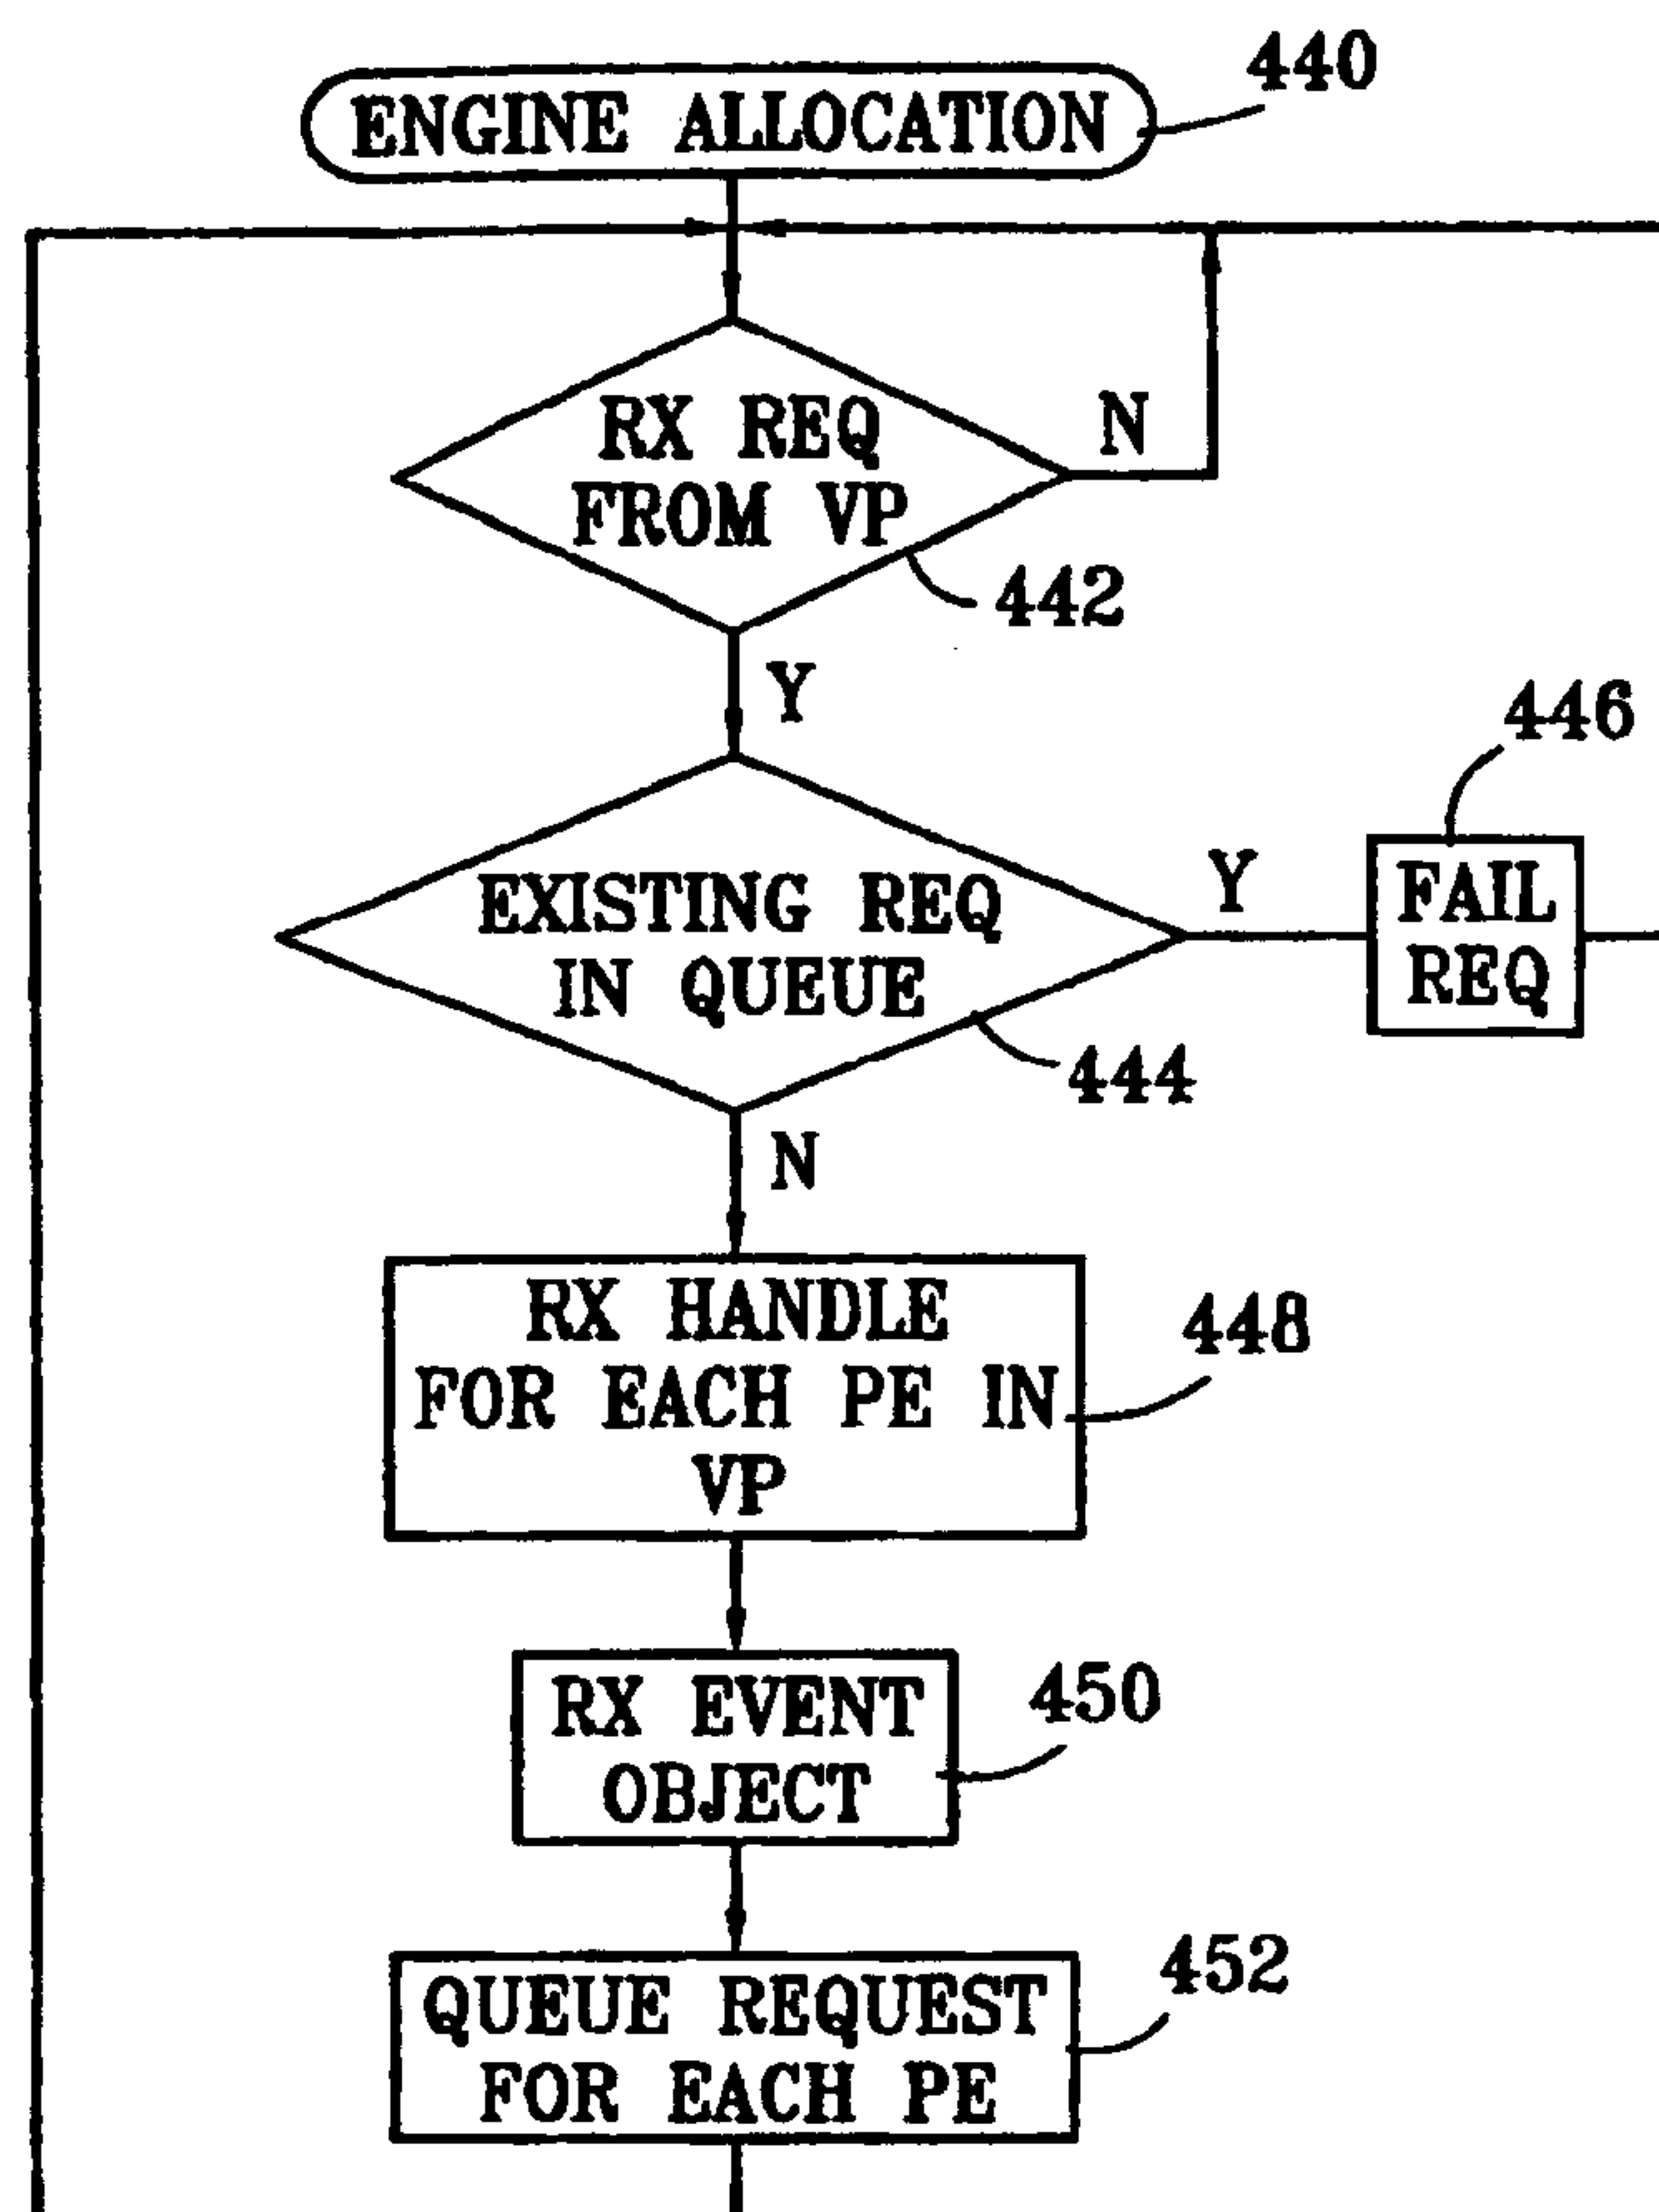 440
ENGINE ALLOCATION
RX REQ
FROM VP
N
442
Y
446
EXISTING REQ
IN QUEUE
Y
FAIL
REQ
444
N
RX HANDLE
FOR EACH PE IN
VP
448
RX EVENT
OBJECT
450
QUEUE REQUEST
FOR EACH PE
452